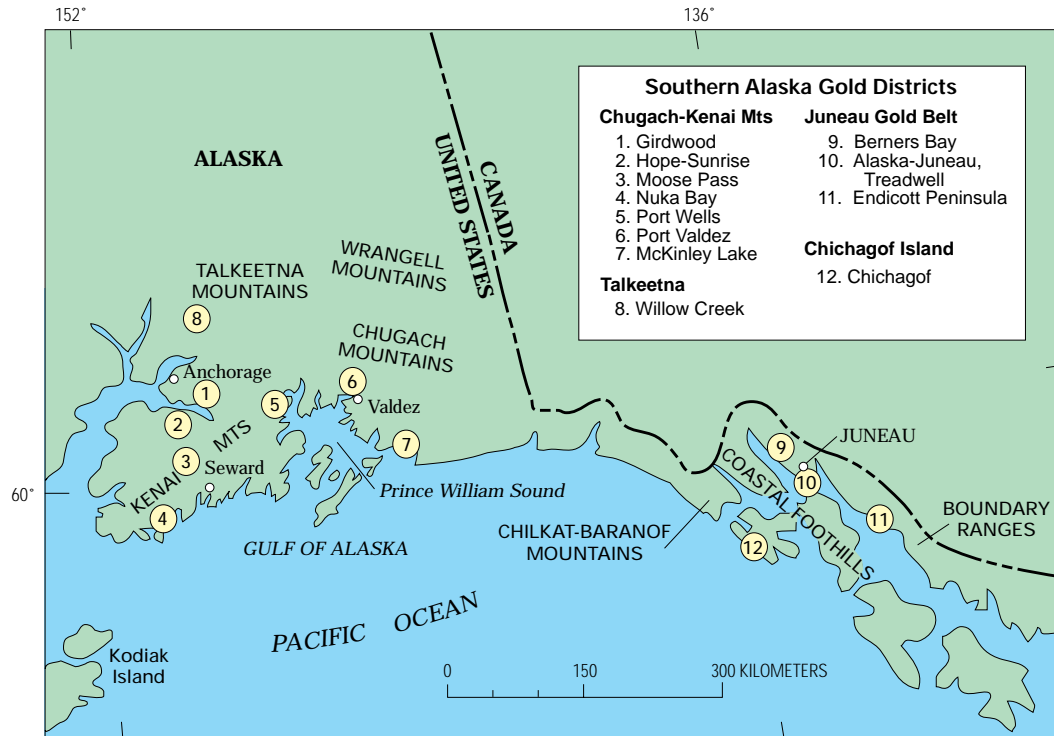 152°
136°
Southern Alaska Gold Districts
Chugach-Kenai Mts
1. Girdwood
2. Hope-Sunrise
3. Moose Pass
4. Nuka Bay
5. Port Wells
6. Port Valdez
7. McKinley Lake
Talkeetna
8. Willow Creek
Juneau Gold Belt
9. Berners Bay
10. Alaska-Juneau,
Treadwell
11. Endicott Peninsula
Chichagof Island
12. Chichagof
ALASKA
CANADA
UNITED STATES
WRANGELL
MOUNTAINS
TALKEETNA
MOUNTAINS
8
CHUGACH
MOUNTAINS
Anchorage
1
6
5
Valdez
2
7
KENAI MTS
3
Seward
4
60°
Prince William Sound
GULF OF ALASKA
9
JUNEAU
10
COASTAL FOOTHILLS
11
BOUNDARY
RANGES
CHILKAT-BARANOF
MOUNTAINS
12
PACIFIC OCEAN
Kodiak
Island
0 150 300 KILOMETERS